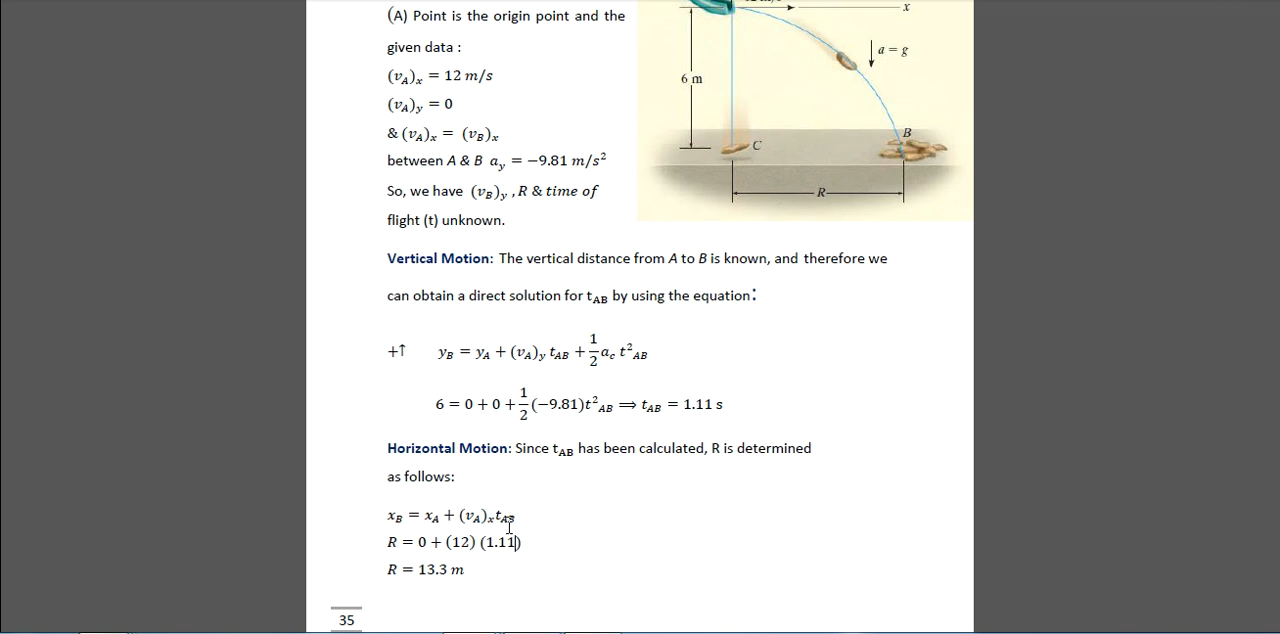 (A) Point is the origin point and the
given data :
(v_A)_x = 12 m/s
(v_A)_y = 0
& (v_A)_x = (v_B)_x
between A & B a_y = −9.81 m/s²
So, we have (v_B)_y , R & time of
flight (t) unknown.
x
a = g
6 m
B
C
R
Vertical Motion: The vertical distance from A to B is known, and therefore we
can obtain a direct solution for t_AB by using the equation:
+↑ y_B = y_A + (v_A)_y t_AB + 1/2 a_c t²_AB
6 = 0 + 0 + 1/2 (−9.81)t²_AB ⟹ t_AB = 1.11 s
Horizontal Motion: Since t_AB has been calculated, R is determined
as follows:
x_B = x_A + (v_A)_x t_AB
R = 0 + (12) (1.11)
R = 13.3 m
35